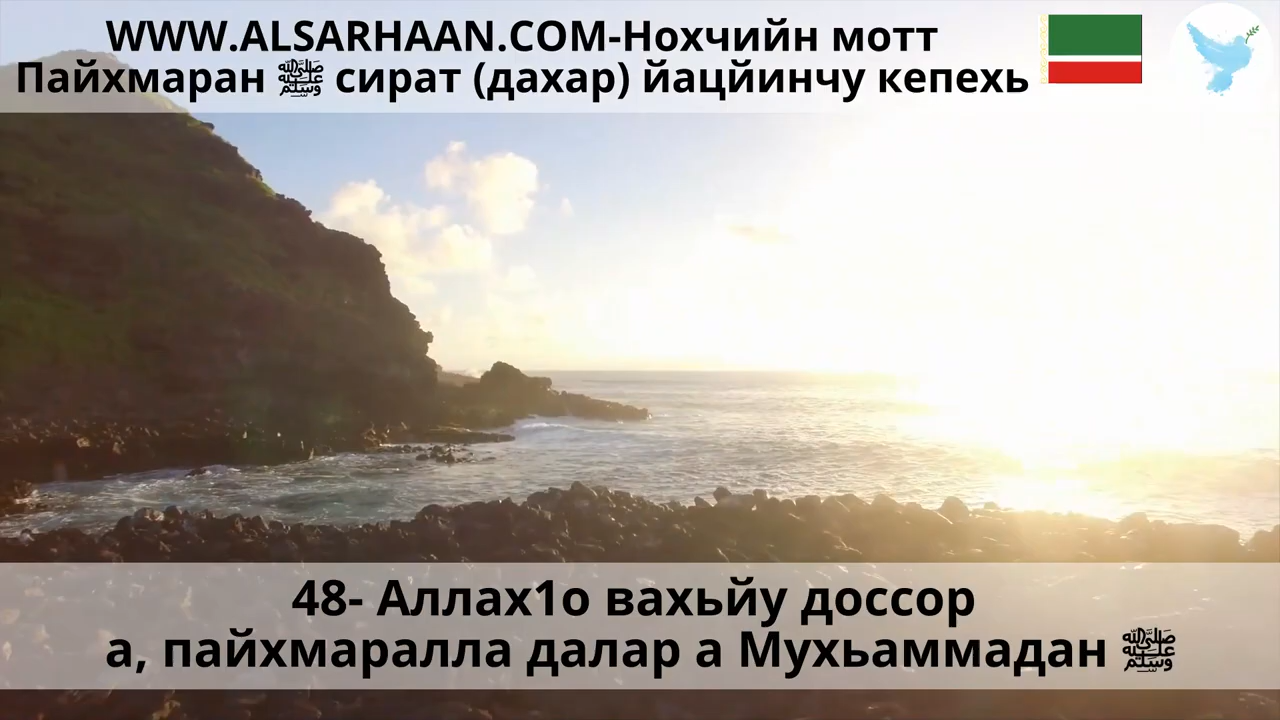 WWW.ALSARHAAN.COM-Нохчийн мотт
Пайхмаран ﷺ сират (дахар) йацйинчу кепехь
48- Аллах1о вахьйу доссор
а, пайхмаралла далар а Мухьаммадан ﷺ